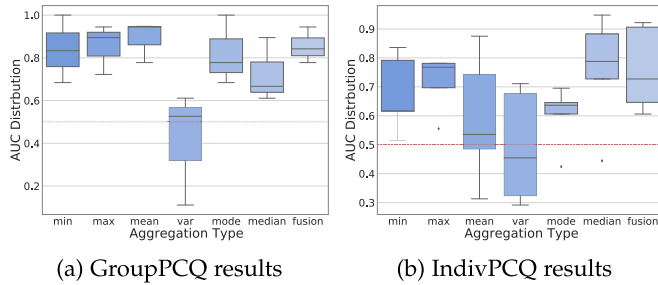 AUC Distrbution
1.0
0.8
0.6
0.4
0.2
min max mean var mode median fusion
Aggregation Type
(a) GroupPCQ results
AUC Distrbution
0.9
0.8
0.7
0.6
0.5
0.4
0.3
min max mean var mode median fusion
Aggregation Type
(b) IndivPCQ results